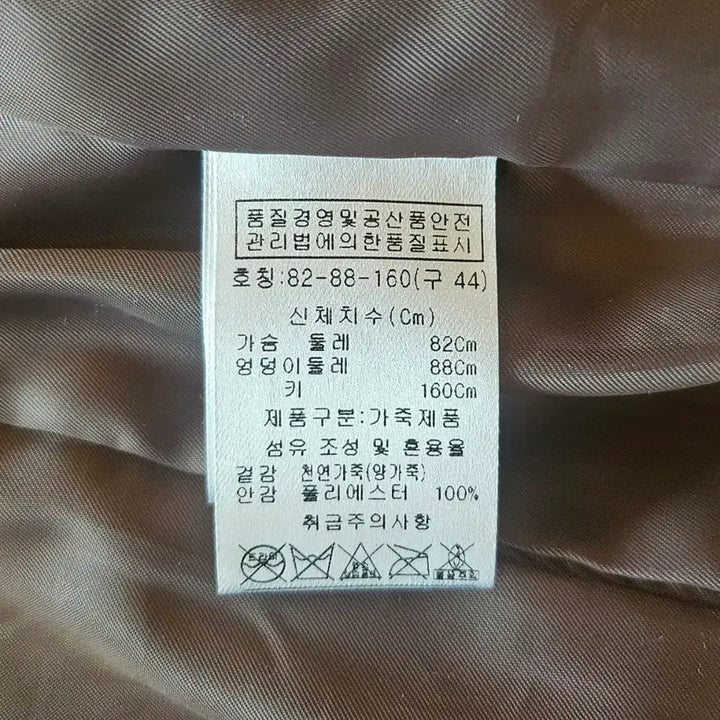 품질경영및공산품안전
관리법에의한품질표시
호칭:82-88-160(구 44)
신체치수(Cm)
가슴 둘레 82Cm
엉덩이둘레 88Cm
키 160Cm
제품구분:가죽제품
섬유 조성 및 혼용율
겉감 천연가죽(양가죽)
안감 폴리에스터 100%
취급주의사항
드라이